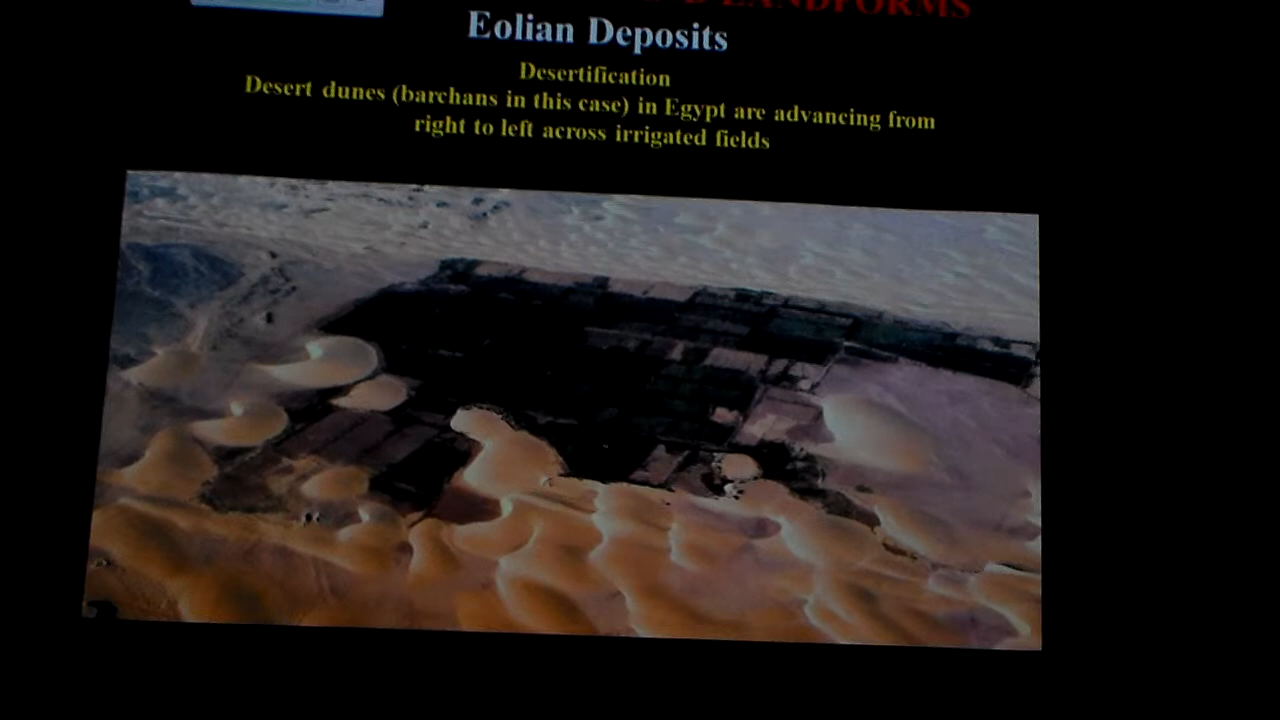 LANDFORMS
Eolian Deposits
Desertification
Desert dunes (barchans in this case) in Egypt are advancing from
right to left across irrigated fields